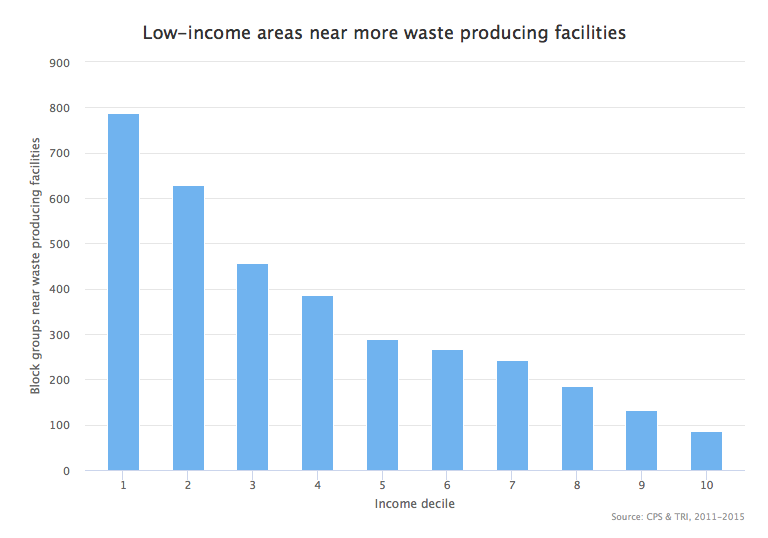 Low-income areas near more waste producing facilities
Block groups near waste producing facilities
900
800
700
600
500
400
300
200
100
0
1 2 3 4 5 6 7 8 9 10
Income decile
Source: CPS & TRI, 2011-2015